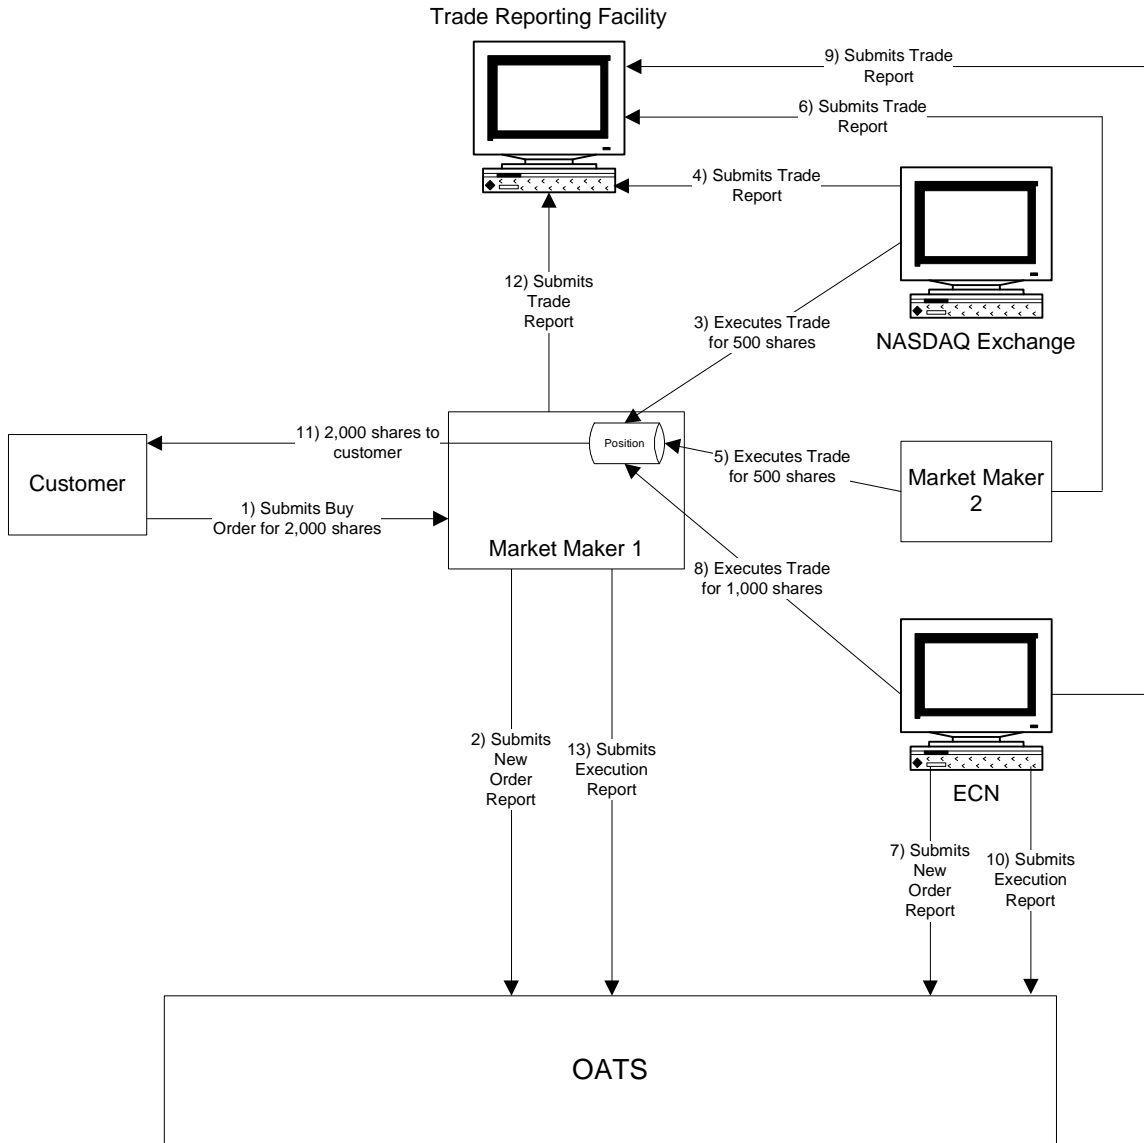 Trade Reporting Facility
9) Submits Trade
Report
6) Submits Trade
Report
4) Submits Trade
Report
12) Submits
Trade
Report
3) Executes Trade
for 500 shares
NASDAQ Exchange
11) 2,000 shares to
customer
Position
5) Executes Trade
for 500 shares
Market Maker
2
Customer
1) Submits Buy
Order for 2,000 shares
Market Maker 1
8) Executes Trade
for 1,000 shares
2) Submits
New
Order
Report
13) Submits
Execution
Report
ECN
7) Submits
New
Order
Report
10) Submits
Execution
Report
OATS